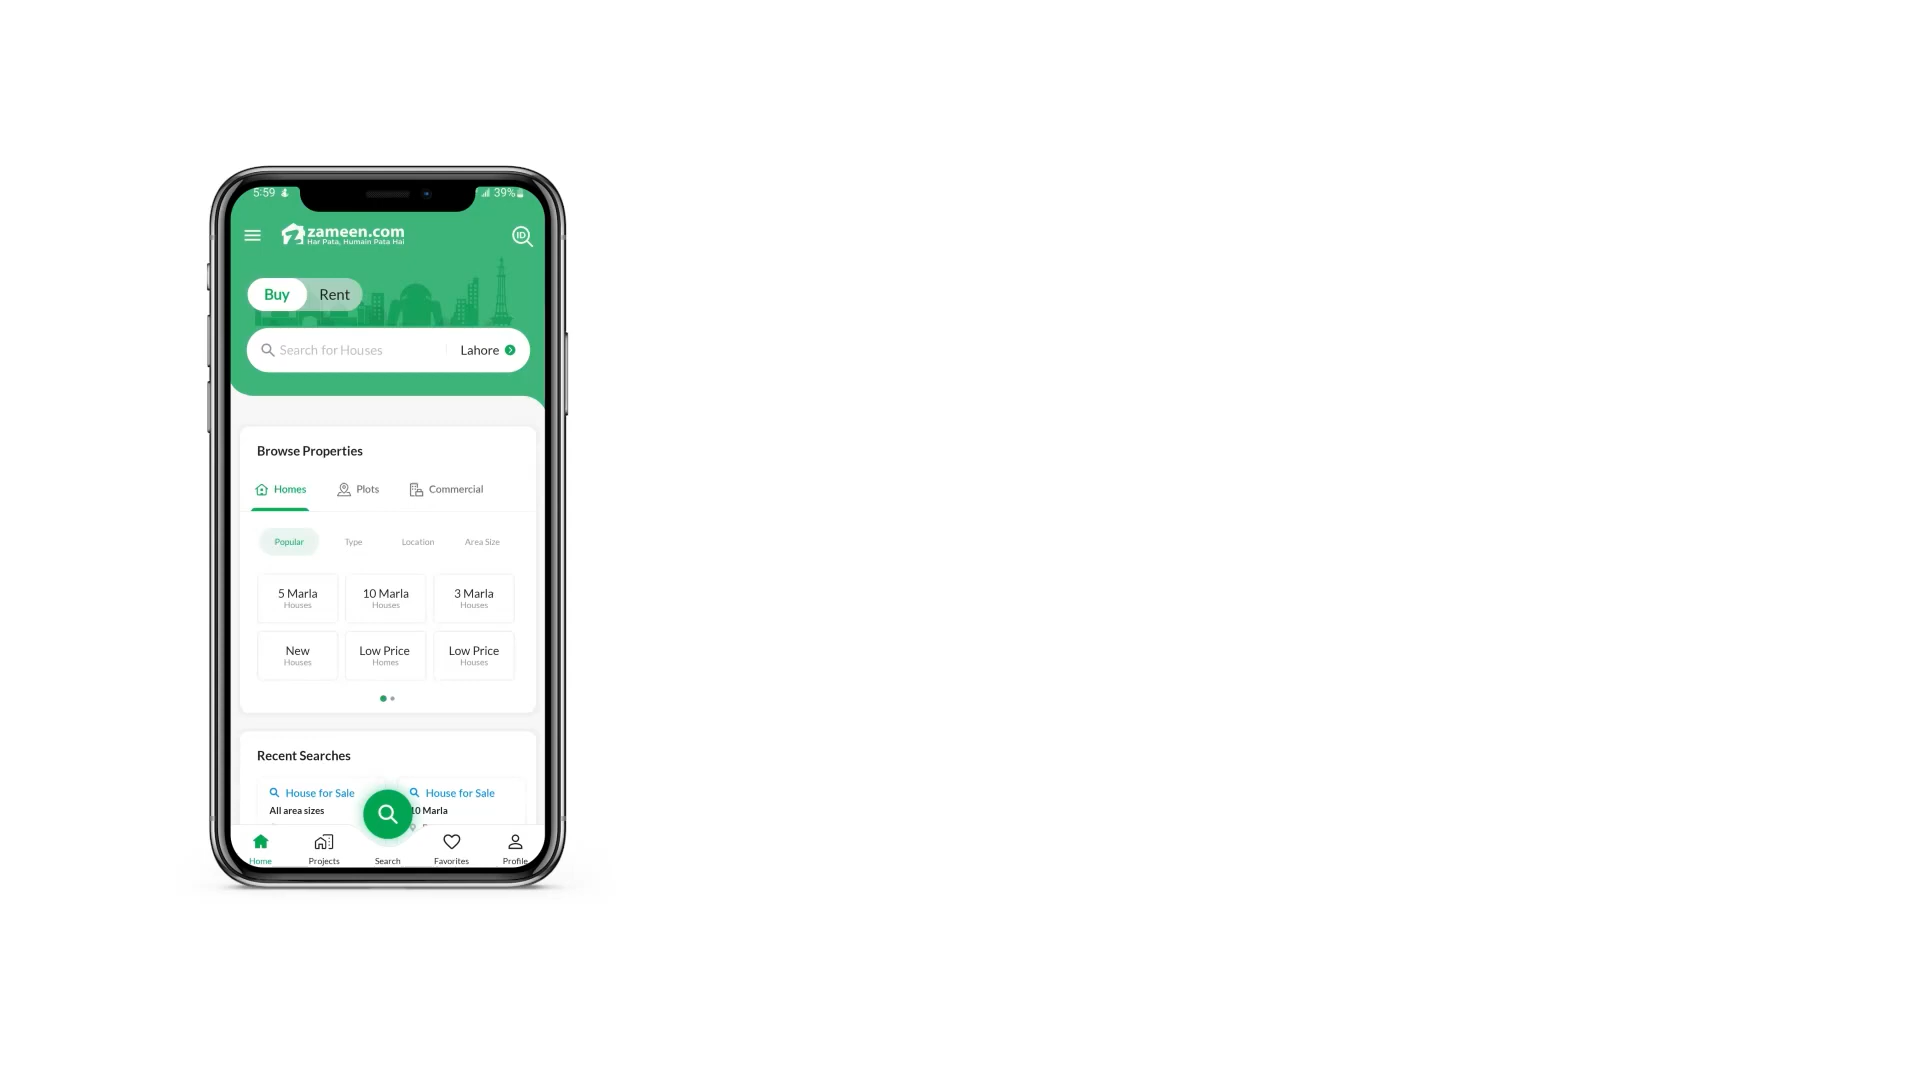 5:59
39%
zameen.com
Har Pata, Humain Pata Hai
ID
Buy
Rent
Search for Houses
Lahore
Browse Properties
Homes
Plots
Commercial
Popular
Type
Location
Area Size
5 Marla
Houses
10 Marla
Houses
3 Marla
Houses
New
Houses
Low Price
Homes
Low Price
Houses
Recent Searches
House for Sale
All area sizes
House for Sale
10 Marla
Home
Projects
Search
Favorites
Profile